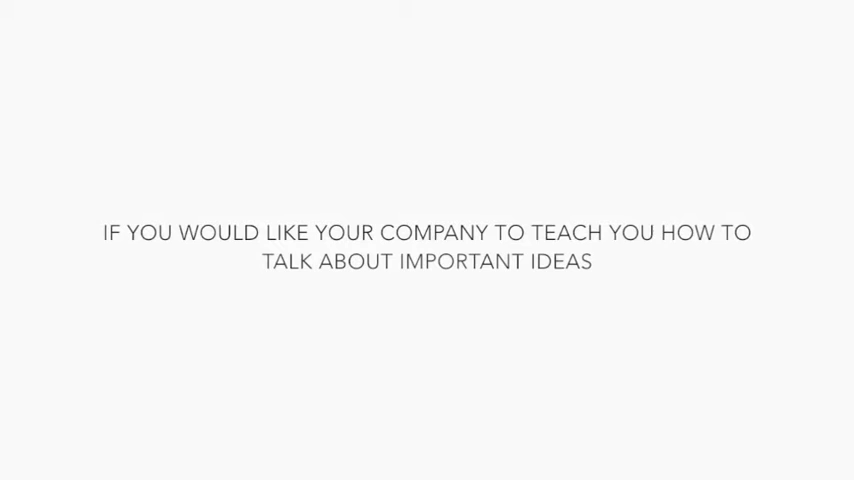 IF YOU WOULD LIKE YOUR COMPANY TO TEACH YOU HOW TO
TALK ABOUT IMPORTANT IDEAS